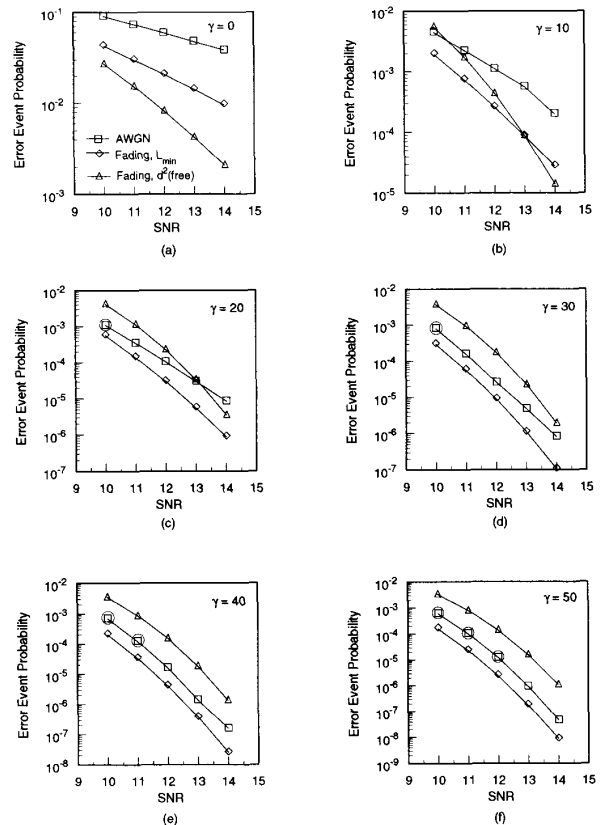 10⁻¹
10⁻²
10⁻³
Error Event Probability
γ = 0
AWGN
Fading, L_min
Fading, d²(free)
9 10 11 12 13 14 15
SNR
(a)
10⁻²
10⁻³
10⁻⁴
10⁻⁵
Error Event Probability
γ = 10
9 10 11 12 13 14 15
SNR
(b)
10⁻²
10⁻³
10⁻⁴
10⁻⁵
10⁻⁶
10⁻⁷
Error Event Probability
γ = 20
9 10 11 12 13 14 15
SNR
(c)
10⁻²
10⁻³
10⁻⁴
10⁻⁵
10⁻⁶
10⁻⁷
Error Event Probability
γ = 30
9 10 11 12 13 14 15
SNR
(d)
10⁻²
10⁻³
10⁻⁴
10⁻⁵
10⁻⁶
10⁻⁷
10⁻⁸
Error Event Probability
γ = 40
9 10 11 12 13 14 15
SNR
(e)
10⁻²
10⁻³
10⁻⁴
10⁻⁵
10⁻⁶
10⁻⁷
10⁻⁸
10⁻⁹
Error Event Probability
γ = 50
9 10 11 12 13 14 15
SNR
(f)